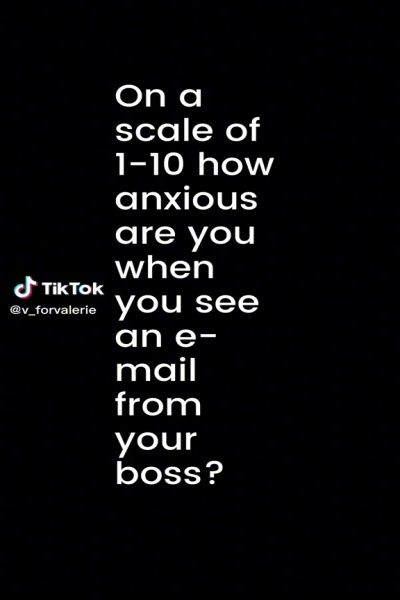 On a
scale of
1-10 how
anxious
are you
when
you see
an e-
mail
from
your
boss?
TikTok
@v_forvalerie